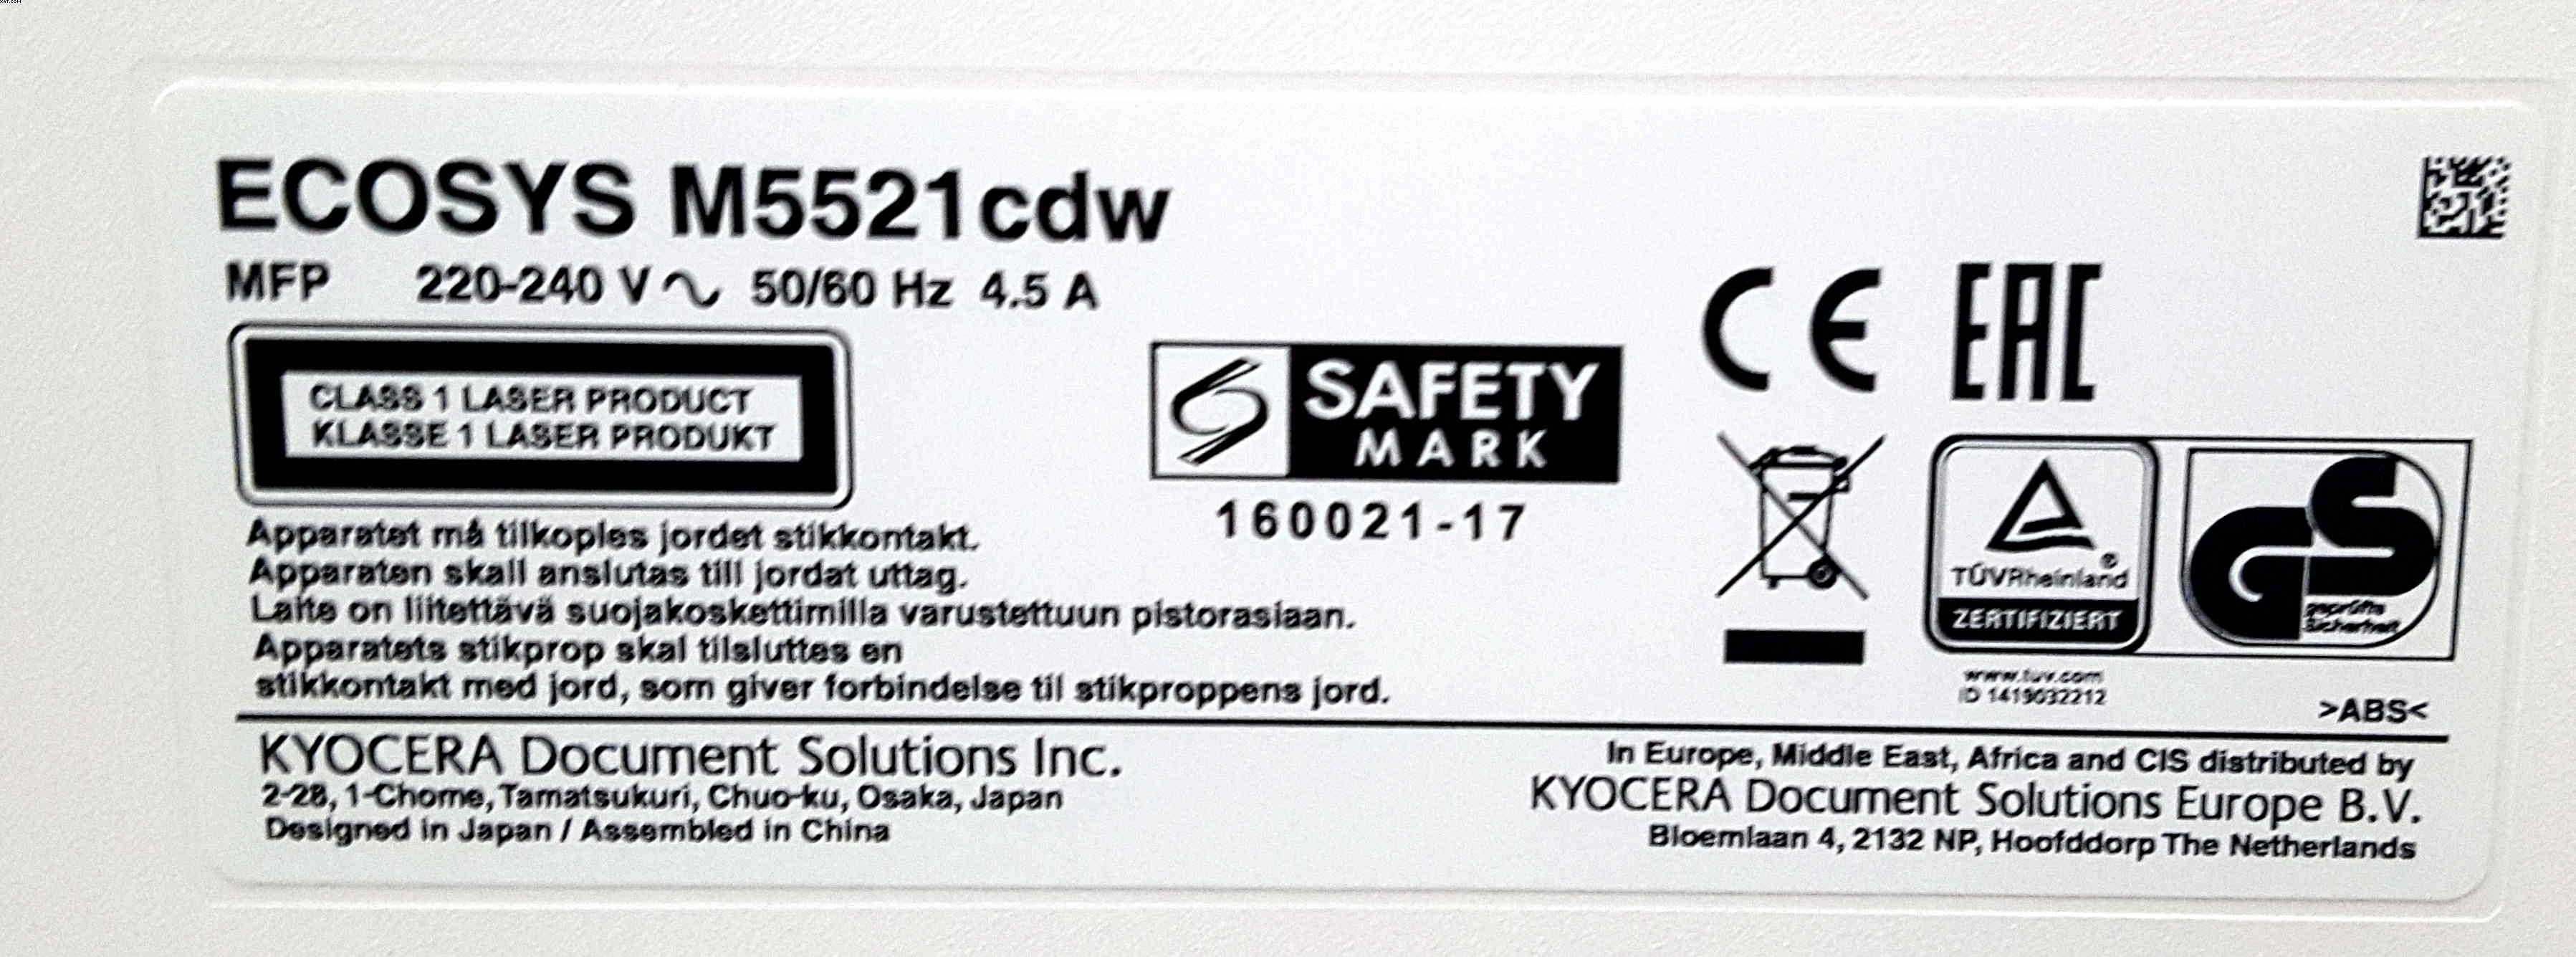 ECOSYS M5521cdw
MFP 220-240 V ~ 50/60 Hz 4.5 A
CLASS 1 LASER PRODUCT
KLASSE 1 LASER PRODUKT
SAFETY
MARK
160021-17
CE EAC
Apparatet må tilkoples jordet stikkontakt.
Apparaten skall anslutas till jordat uttag.
Laite on liitettävä suojakoskettimilla varustettuun pistorasiaan.
Apparatets stikprop skal tilsluttes en
stikkontakt med jord, som giver forbindelse til stikproppens jord.
®
TÜVRheinland
ZERTIFIZIERT
GS
geprüfte
Sicherheit
www.tuv.com
ID 1419032212
>ABS<
KYOCERA Document Solutions Inc.
2-28, 1-Chome, Tamatsukuri, Chuo-ku, Osaka, Japan
Designed in Japan / Assembled in China
In Europe, Middle East, Africa and CIS distributed by
KYOCERA Document Solutions Europe B.V.
Bloemlaan 4, 2132 NP, Hoofddorp The Netherlands